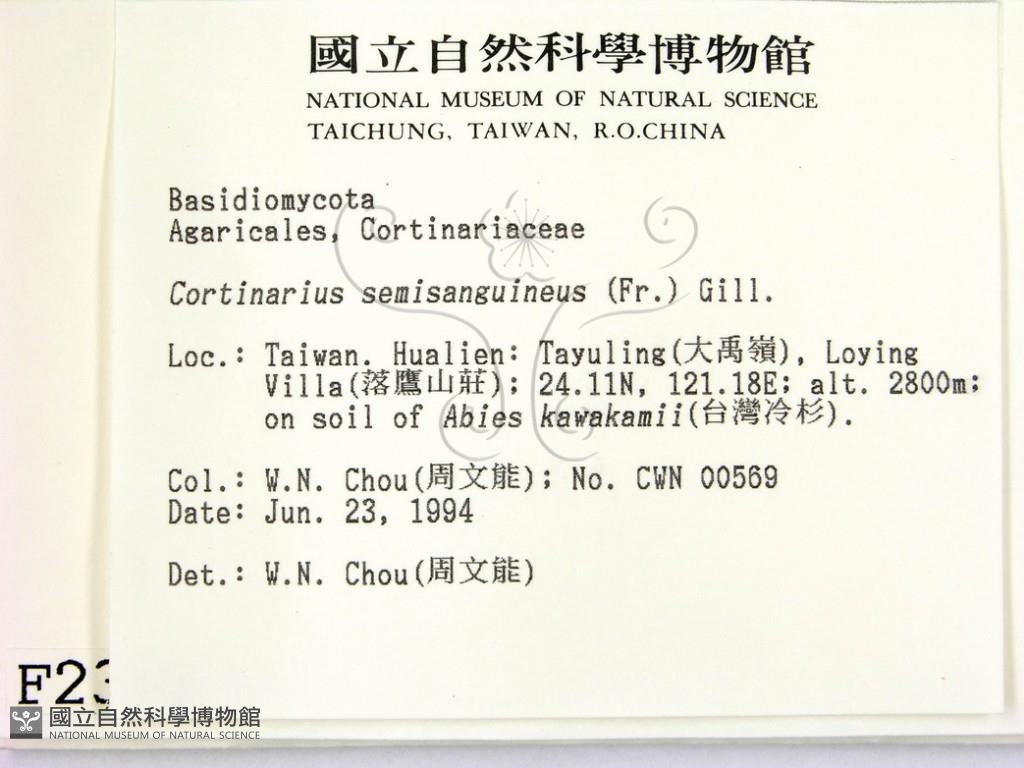 國立自然科學博物館
NATIONAL MUSEUM OF NATURAL SCIENCE
TAICHUNG, TAIWAN, R.O.CHINA
Basidiomycota
Agaricales, Cortinariaceae
Cortinarius semisanguineus (Fr.) Gill.
Loc.: Taiwan. Hualien: Tayuling(大禹嶺), Loying
Villa(落鷹山莊); 24.11N, 121.18E; alt. 2800m;
on soil of Abies kawakamii(台灣冷杉).
Col.: W.N. Chou(周文能); No. CWN 00569
Date: Jun. 23, 1994
Det.: W.N. Chou(周文能)
F23
國立自然科學博物館
NATIONAL MUSEUM OF NATURAL SCIENCE